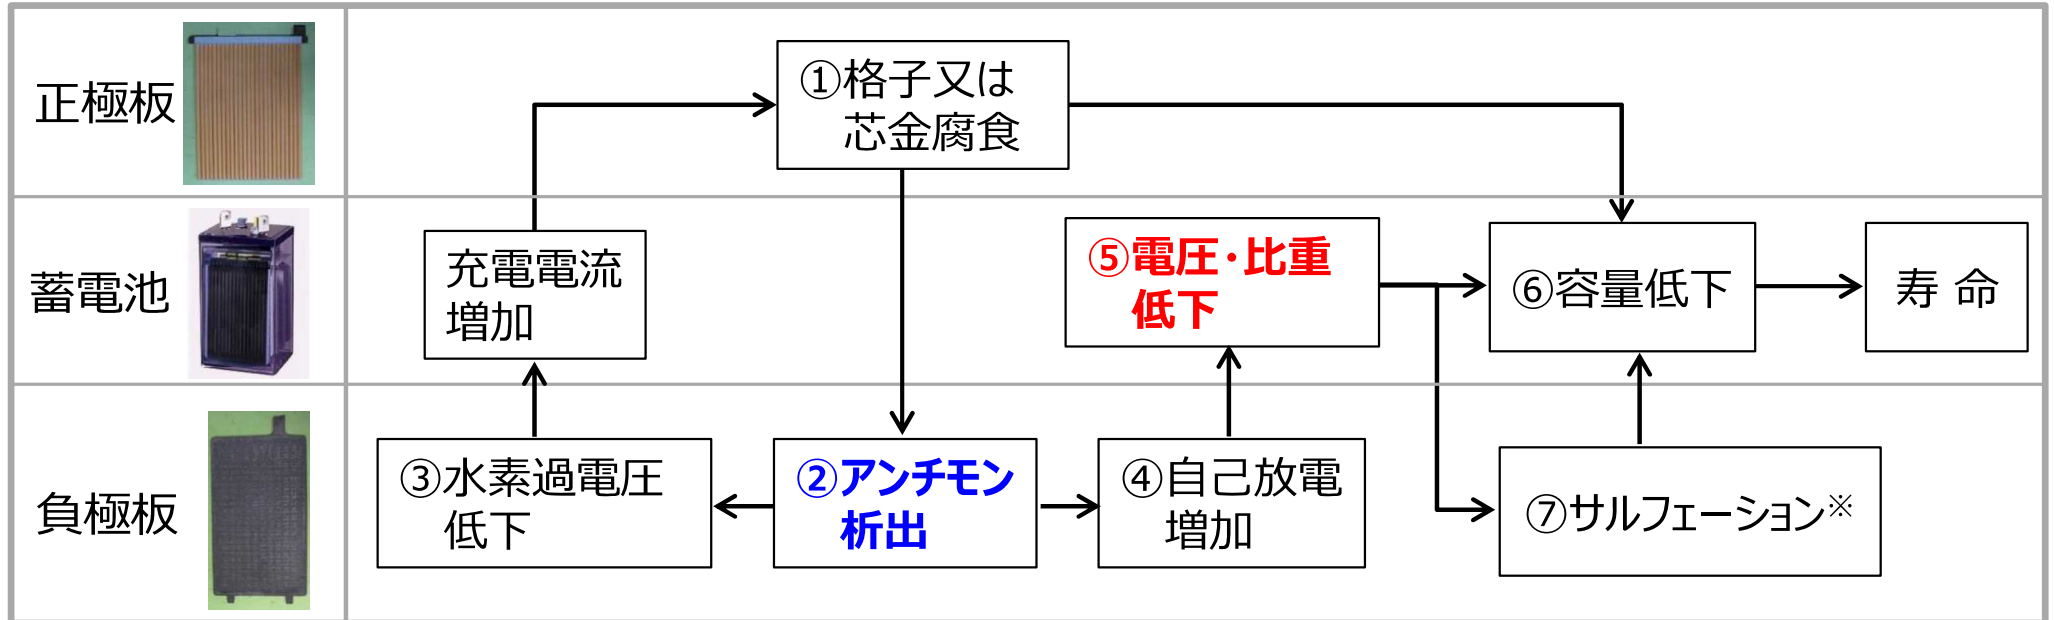 正極板
①格子又は
芯金腐食
蓄電池
充電電流
増加
⑤電圧・比重
低下
⑥容量低下
寿 命
負極板
③水素過電圧
低下
②アンチモン
析出
④自己放電
増加
⑦サルフェーション※